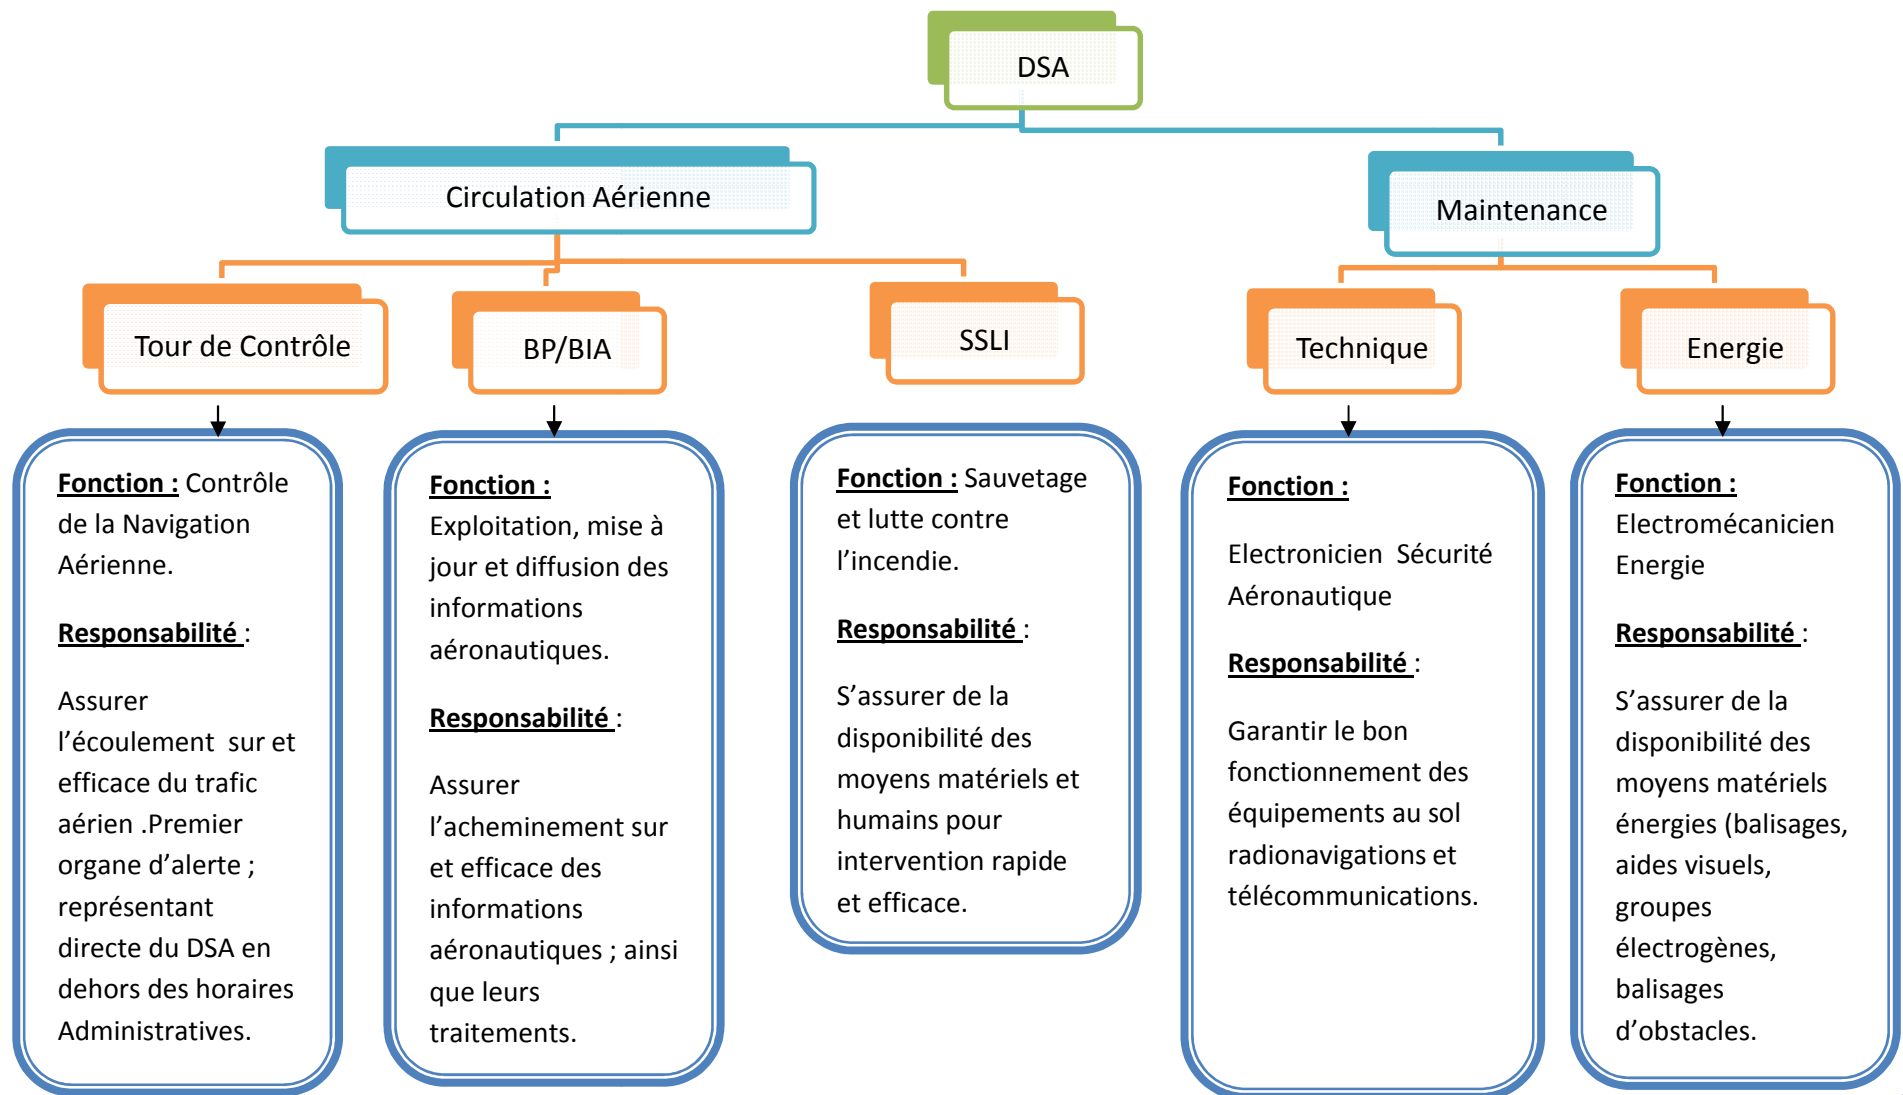 DSA
Circulation Aérienne
Maintenance
Tour de Contrôle
BP/BIA
SSLI
Technique
Energie
Fonction : Contrôle
de la Navigation
Aérienne.
Responsabilité :
Assurer
l’écoulement  sur et
efficace du trafic
aérien .Premier
organe d’alerte ;
représentant
directe du DSA en
dehors des horaires
Administratives.
Fonction :
Exploitation, mise à
jour et diffusion des
informations
aéronautiques.
Responsabilité :
Assurer
l’acheminement sur
et efficace des
informations
aéronautiques ; ainsi
que leurs
traitements.
Fonction : Sauvetage
et lutte contre
l’incendie.
Responsabilité :
S’assurer de la
disponibilité des
moyens matériels et
humains pour
intervention rapide
et efficace.
Fonction :
Electronicien  Sécurité
Aéronautique
Responsabilité :
Garantir le bon
fonctionnement des
équipements au sol
radionavigations et
télécommunications.
Fonction :
Electromécanicien
Energie
Responsabilité :
S’assurer de la
disponibilité des
moyens matériels
énergies (balisages,
aides visuels,
groupes
électrogènes,
balisages
d’obstacles.